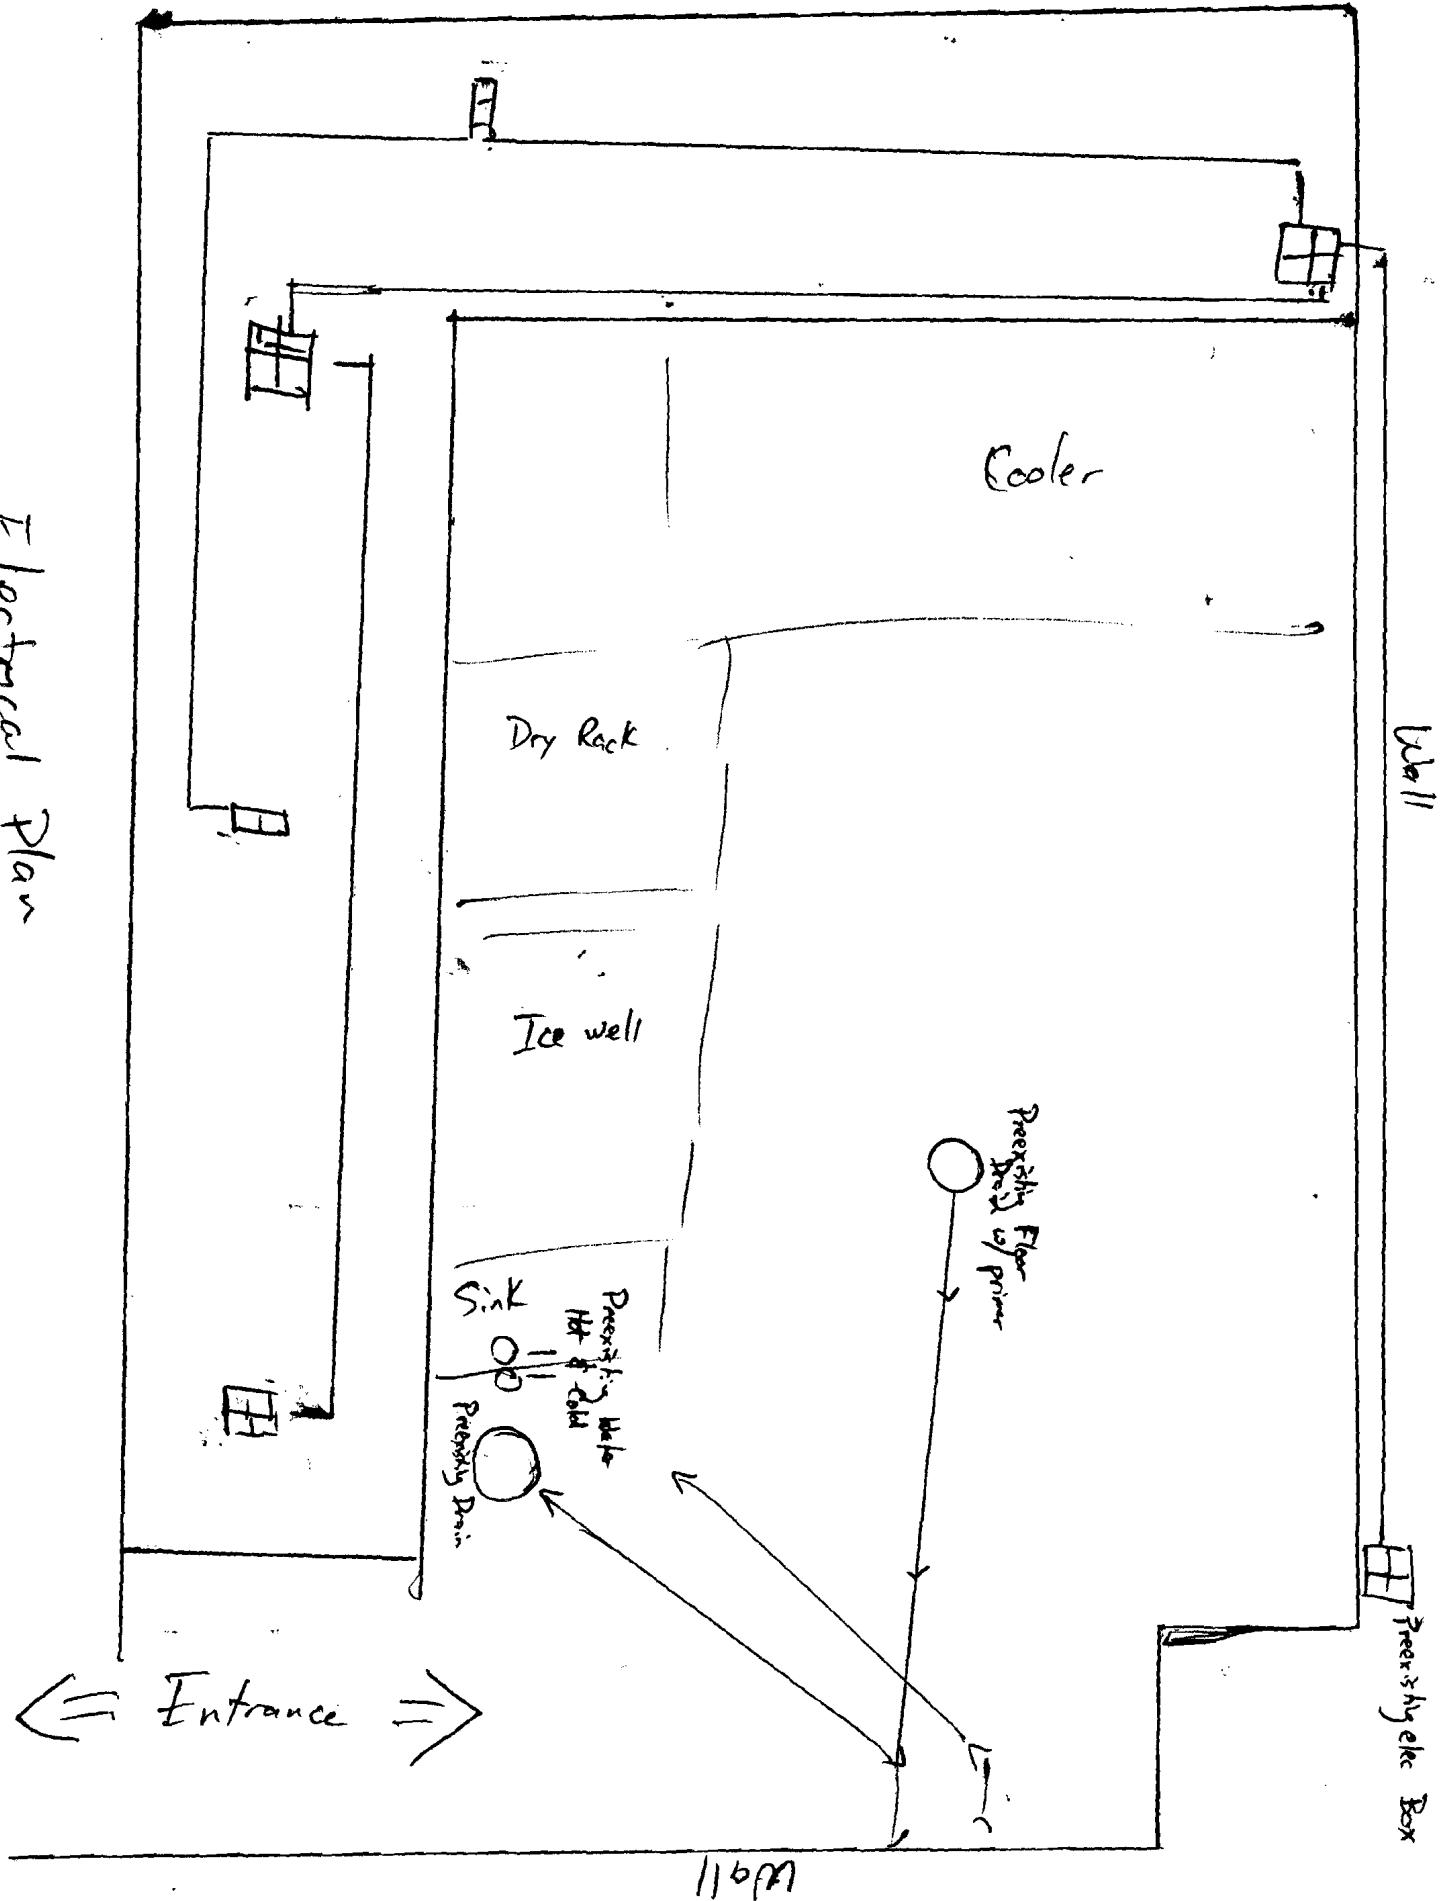 Electrical Plan
Cooler
Wall
Dry Rack
Ice well
Preexisting Floor
Drain w/ primer
Sink
Preexisting Water
Hot & Cold
Preexisting Drain
Preexisting elec Box
<= Entrance =>
Wall